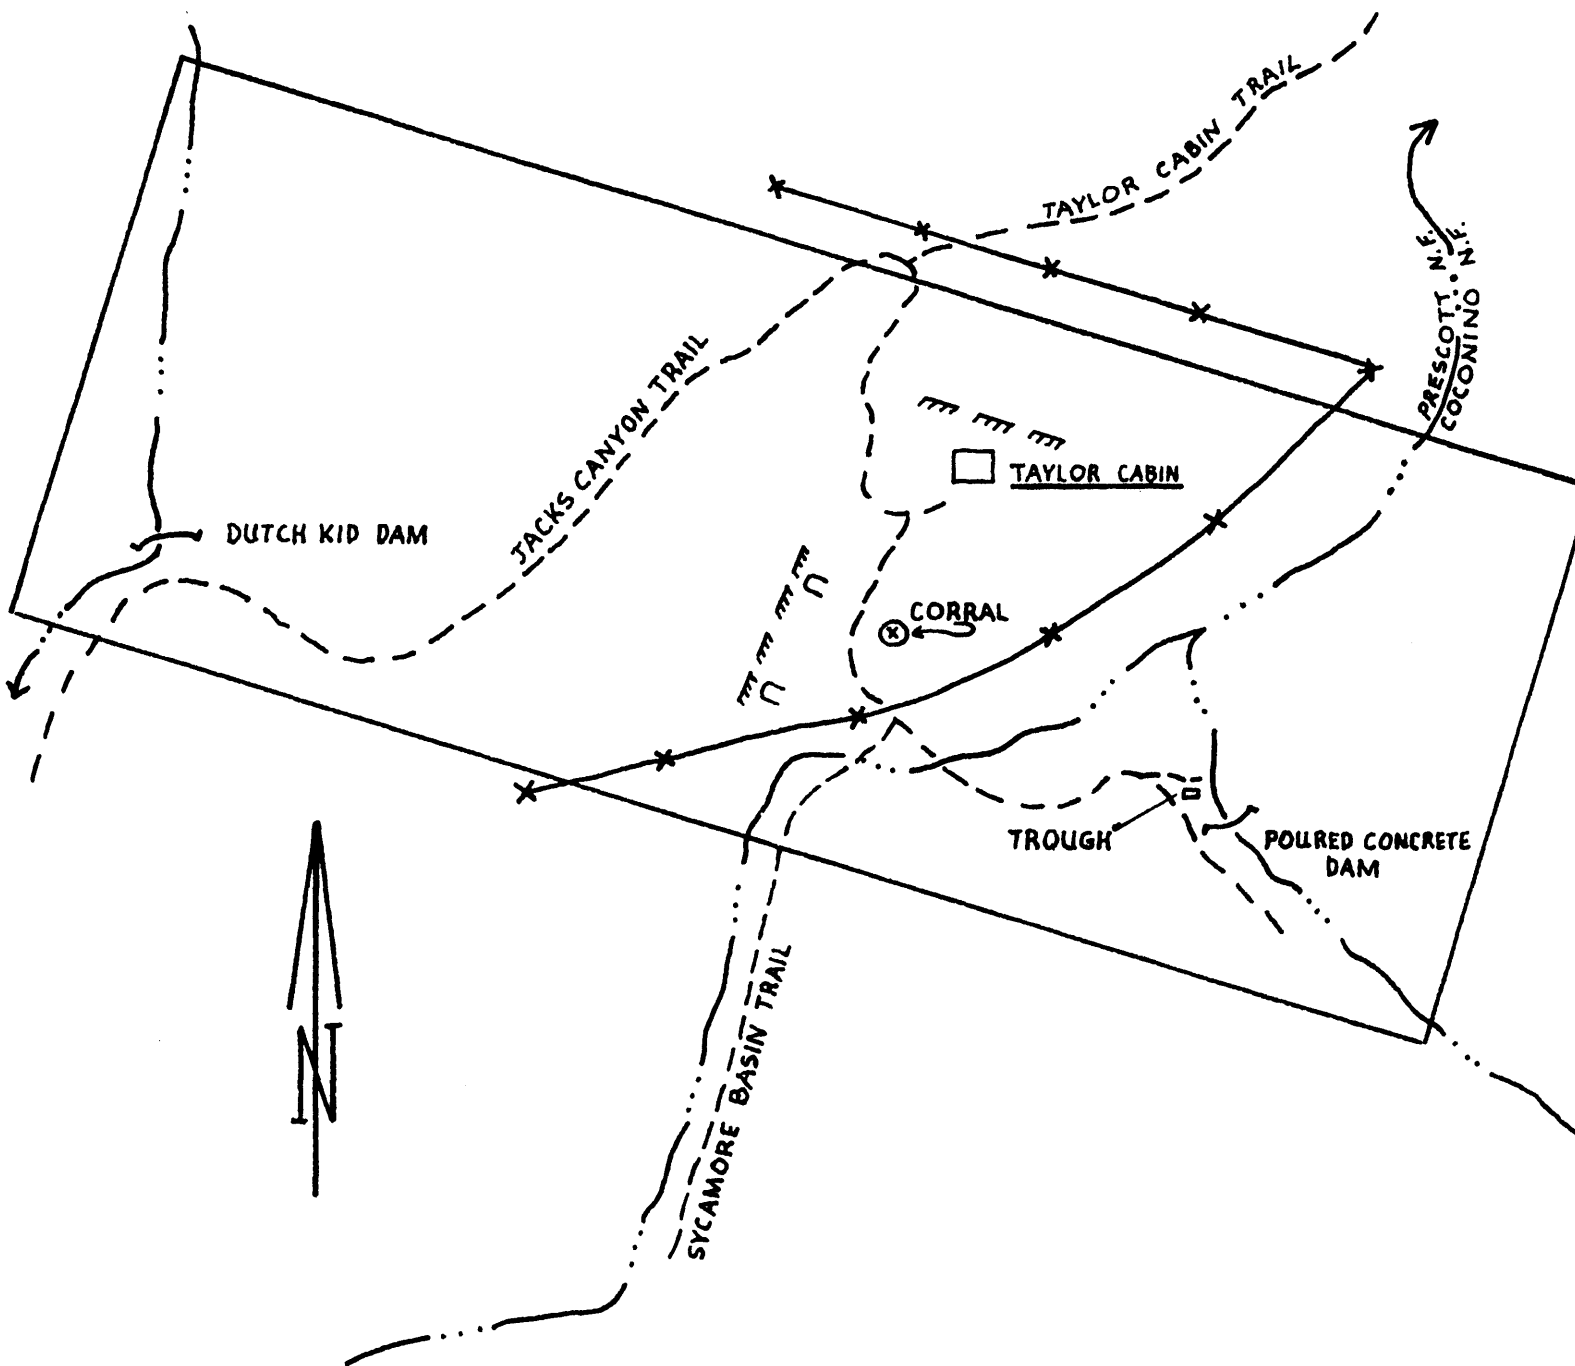 TAYLOR CABIN TRAIL
PRESCOTT N.F.
COCONINO N.F.
JACKS CANYON TRAIL
TAYLOR CABIN
DUTCH KID DAM
CORRAL
TROUGH
POURED CONCRETE
DAM
SYCAMORE BASIN TRAIL
N